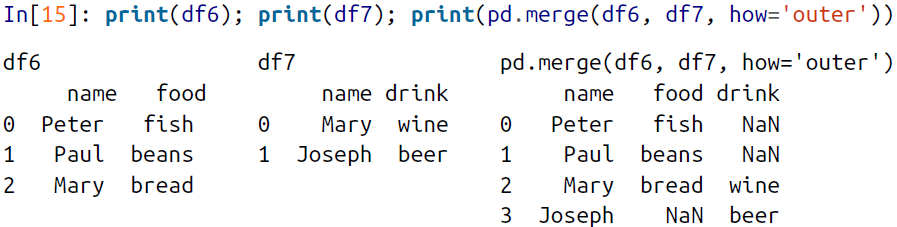 In[15]: print(df6); print(df7); print(pd.merge(df6, df7, how='outer'))
df6 df7 pd.merge(df6, df7, how='outer')
name food name drink name food drink
0 Peter fish 0 Mary wine 0 Peter fish NaN
1 Paul beans 1 Joseph beer 1 Paul beans NaN
2 Mary bread 2 Mary bread wine
3 Joseph NaN beer